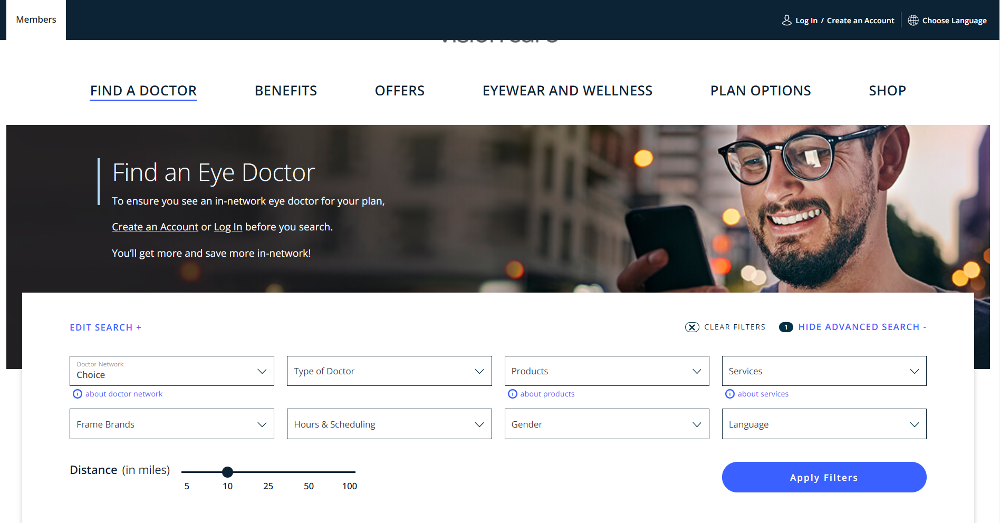 Members
Log In / Create an Account
Choose Language
FIND A DOCTOR
BENEFITS
OFFERS
EYEWEAR AND WELLNESS
PLAN OPTIONS
SHOP
Find an Eye Doctor
To ensure you see an in-network eye doctor for your plan,
Create an Account or Log In before you search.
You'll get more and save more in-network!
EDIT SEARCH +
CLEAR FILTERS
1 HIDE ADVANCED SEARCH -
Doctor Network
Choice
Type of Doctor
Products
Services
about doctor network
about products
about services
Frame Brands
Hours & Scheduling
Gender
Language
Distance (in miles)
5 10 25 50 100
Apply Filters